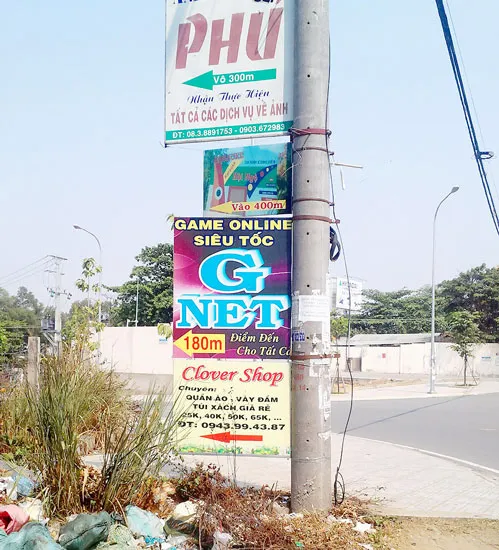 PHÚ
Vô 300m
Nhận Thực Hiện
TẤT CẢ CÁC DỊCH VỤ VỀ ẢNH
ĐT: 08.3.8891753 - 0903.672983
Vào 400m
GAME ONLINE
SIÊU TỐC
G
NET
180m
Điểm Đến
Cho Tất Cả
Clover Shop
Chuyên:
QUẦN ÁO - VÁY ĐẦM
TÚI XÁCH GIÁ RẺ
25K, 40K, 50K, 65K, ...
ĐT: 0943.99.43.87